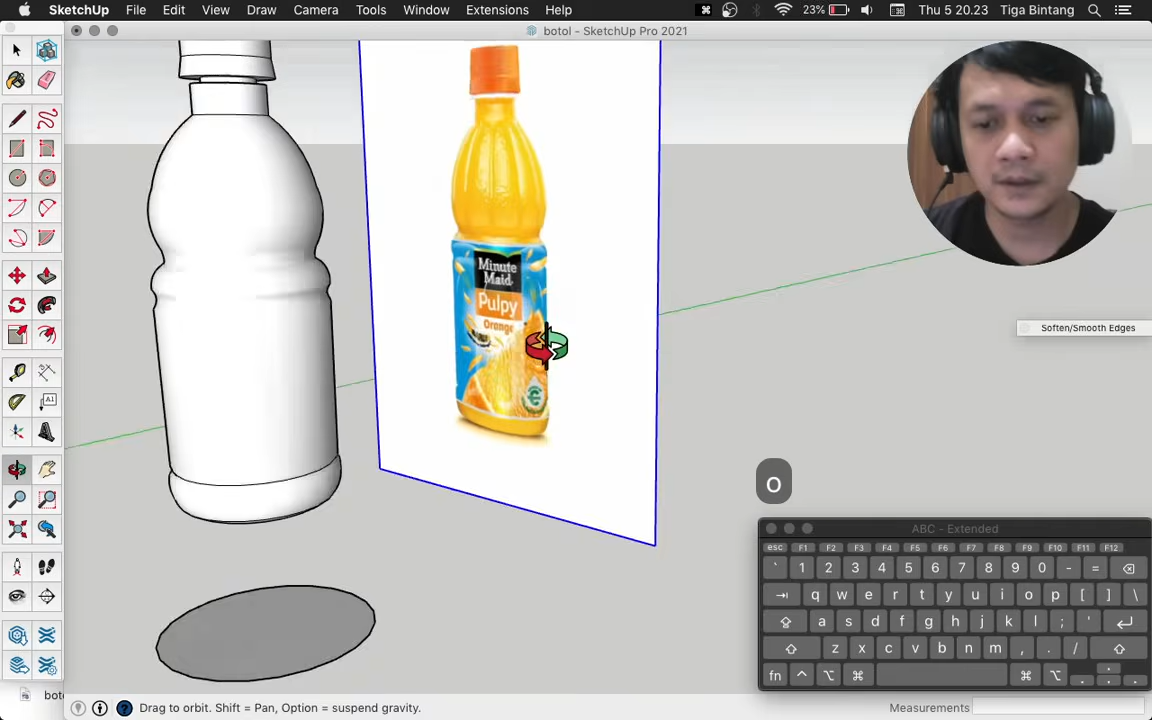 SketchUp File Edit View Draw Camera Tools Window Extensions Help
23% Thu 5 20.23 Tiga Bintang
botol - SketchUp Pro 2021
Minute
Maid
Pulpy
Orange
Soften/Smooth Edges
A1
o
ABC - Extended
esc F1 F2 F3 F4 F5 F6 F7 F8 F9 F10 F11 F12
` 1 2 3 4 5 6 7 8 9 0 - =
q w e r t y u i o p [ ] \
a s d f g h j k l ; '
z x c v b n m , . /
fn
boto
Drag to orbit. Shift = Pan, Option = suspend gravity.
Measurements